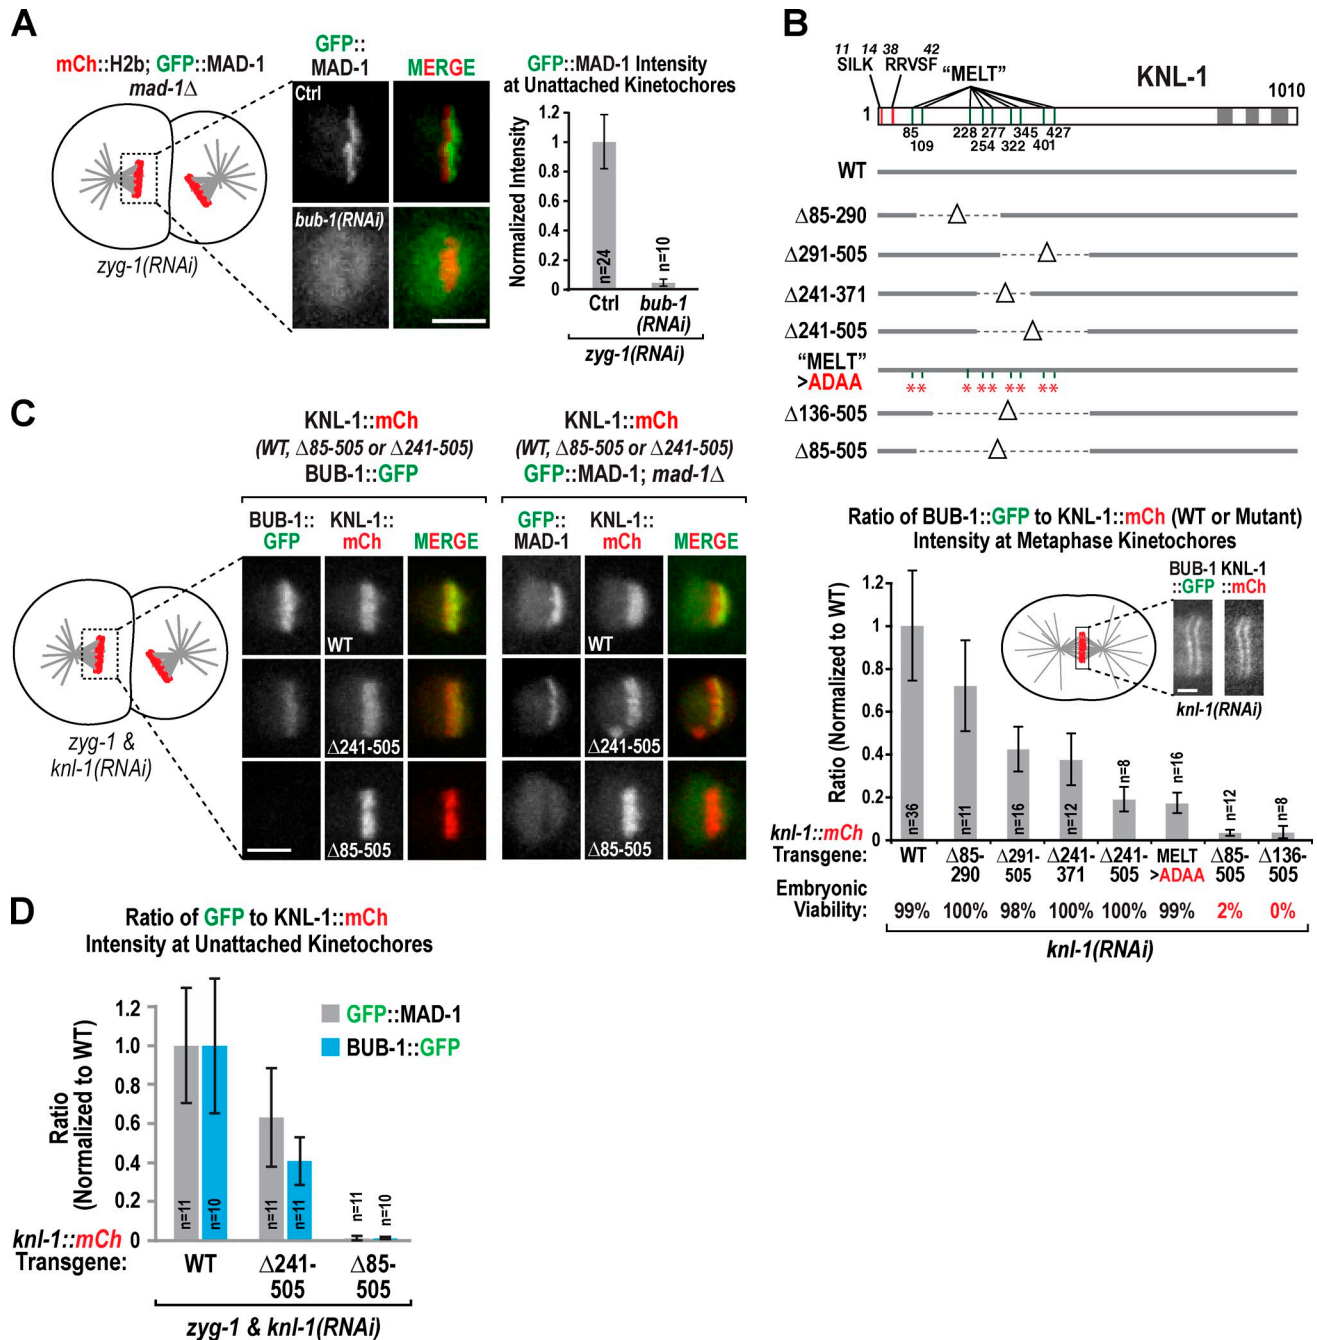 A
mCh::H2b; GFP::MAD-1
mad-1Δ
zyg-1(RNAi)
GFP::
MAD-1
MERGE
Ctrl
bub-1(RNAi)
GFP::MAD-1 Intensity
at Unattached Kinetochores
Normalized Intensity
1.2
1
0.8
0.6
0.4
0.2
0
n=24
n=10
Ctrl
bub-1
(RNAi)
zyg-1(RNAi)
B
11 14 38 42
SILK RRVSF
"MELT"
KNL-1
1
1010
85
109
228
254
277
322
345
401
427
WT
Δ85-290
Δ291-505
Δ241-371
Δ241-505
"MELT"
>ADAA
** * ** ** **
Δ136-505
Δ85-505
Δ
Δ
Δ
Δ
Δ
Δ
Ratio of BUB-1::GFP to KNL-1::mCh (WT or Mutant)
Intensity at Metaphase Kinetochores
Ratio (Normalized to WT)
1.2
1
0.8
0.6
0.4
0.2
0
BUB-1 KNL-1
::GFP ::mCh
knl-1(RNAi)
n=36
n=11
n=16
n=12
n=8
n=16
n=12
n=8
knl-1::mCh
Transgene:
WT
Δ85-
290
Δ291-
505
Δ241-
371
Δ241-
505
MELT
>ADAA
Δ85-
505
Δ136-
505
Embryonic
Viability:
99% 100% 98% 100% 100% 99% 2% 0%
knl-1(RNAi)
C
KNL-1::mCh
(WT, Δ85-505 or Δ241-505)
BUB-1::GFP
KNL-1::mCh
(WT, Δ85-505 or Δ241-505)
GFP::MAD-1; mad-1Δ
BUB-1::
GFP
KNL-1::
mCh
MERGE
GFP::
MAD-1
KNL-1::
mCh
MERGE
zyg-1 &
knl-1(RNAi)
WT
WT
Δ241-505
Δ241-505
Δ85-505
Δ85-505
D
Ratio of GFP to KNL-1::mCh
Intensity at Unattached Kinetochores
Ratio
(Normalized to WT)
1.2
1.0
0.8
0.6
0.4
0.2
0
GFP::MAD-1
BUB-1::GFP
n=11
n=10
n=11
n=11
n=11
n=10
knl-1::mCh
Transgene:
WT
Δ241-
505
Δ85-
505
zyg-1 & knl-1(RNAi)